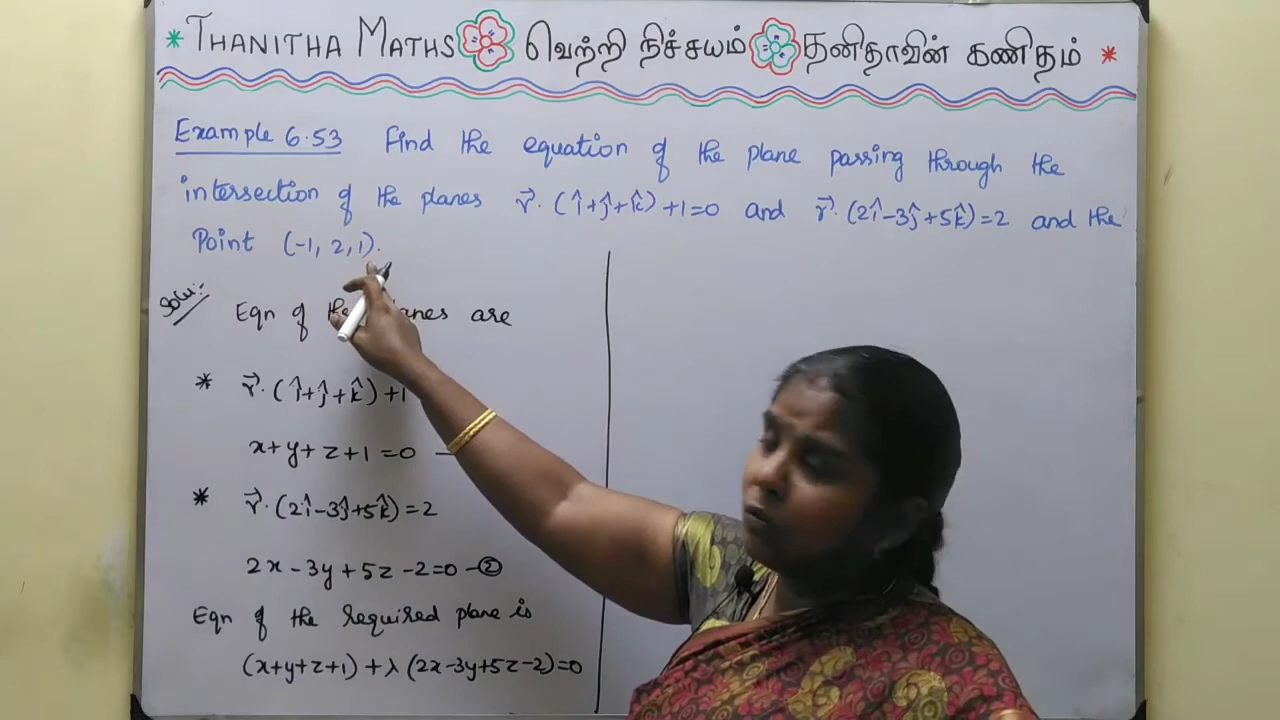 * THANITHA MATHS வெற்றி நிச்சயம் தனிதாவின் கணிதம் *
Example 6.53 Find the equation of the plane passing through the
intersection of the planes r⃗·(î+ĵ+k̂)+1=0 and r⃗·(2î-3ĵ+5k̂)=2 and the
Point (-1, 2, 1).
Solu:-
Eqn of the planes are
* r⃗·(î+ĵ+k̂)+1
x+y+z+1=0 —
* r⃗·(2î-3ĵ+5k̂)=2
2x-3y+5z-2=0 -②
Eqn of the required plane is
(x+y+z+1)+λ(2x-3y+5z-2)=0